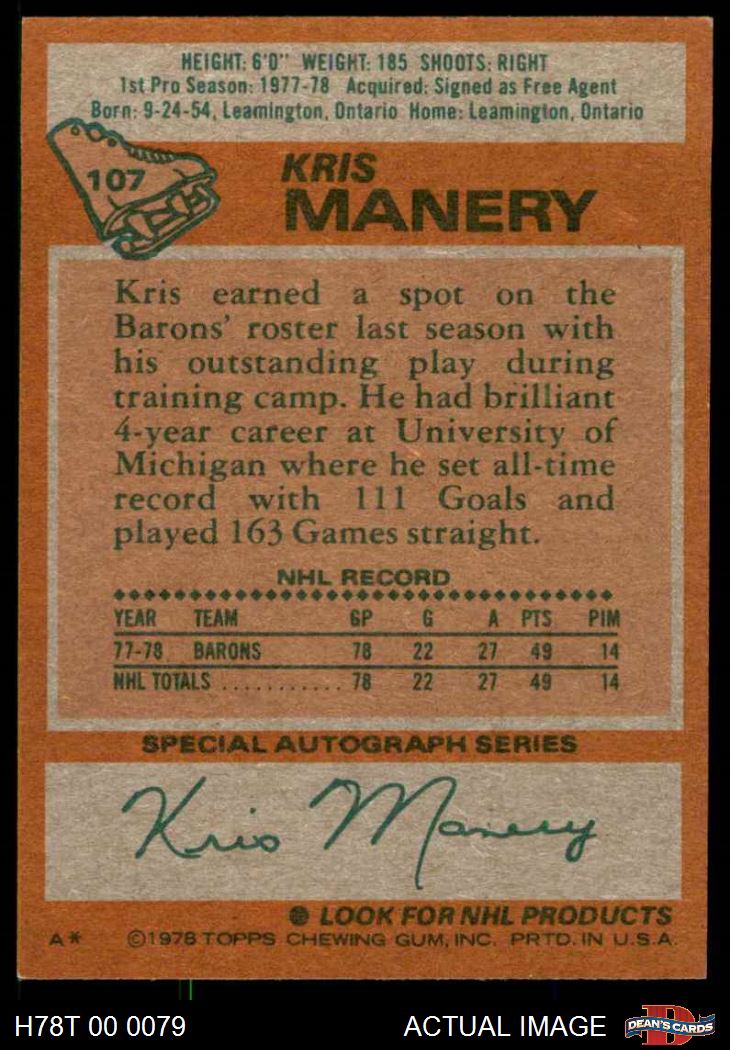 HEIGHT: 6'0" WEIGHT: 185 SHOOTS: RIGHT
1st Pro Season: 1977-78 Acquired: Signed as Free Agent
Born: 9-24-54, Leamington, Ontario Home: Leamington, Ontario
107
KRIS
MANERY
Kris earned a spot on the
Barons' roster last season with
his outstanding play during
training camp. He had brilliant
4-year career at University of
Michigan where he set all-time
record with 111 Goals and
played 163 Games straight.
NHL RECORD
YEAR TEAM GP G A PTS PIM
77-78 BARONS 78 22 27 49 14
NHL TOTALS ........... 78 22 27 49 14
SPECIAL AUTOGRAPH SERIES
Kris Manery
LOOK FOR NHL PRODUCTS
A* ©1978 TOPPS CHEWING GUM, INC. PRTD. IN U.S.A.
H78T 00 0079 ACTUAL IMAGE D DEAN'S CARDS